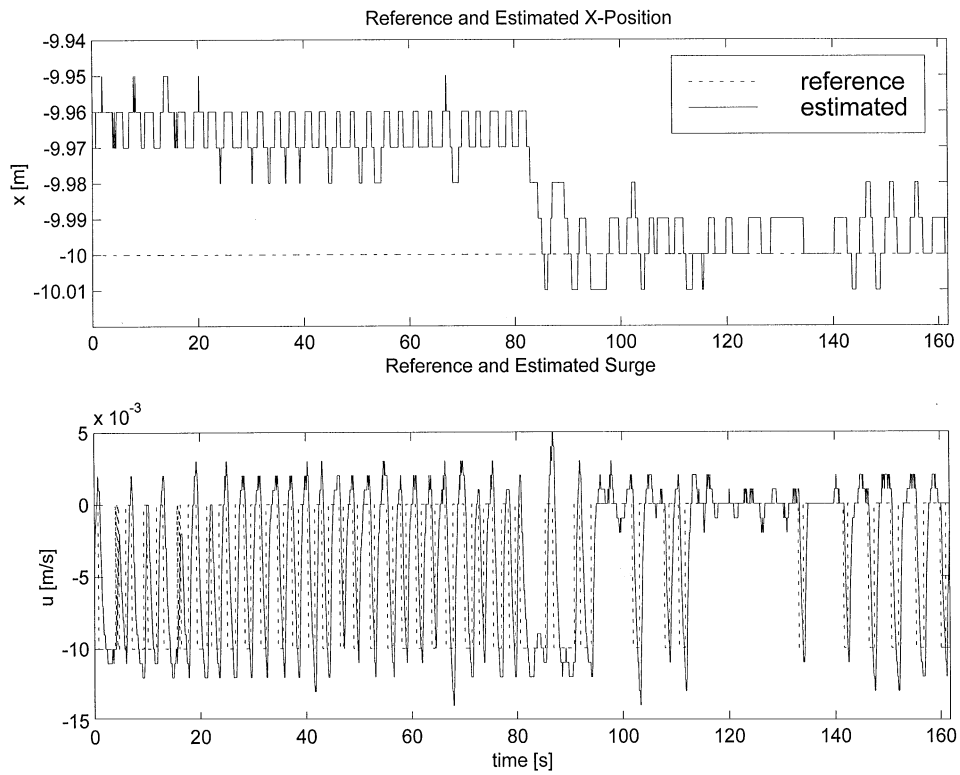 Reference and Estimated X-Position
-9.94
-9.95
-9.96
-9.97
-9.98
-9.99
-10
-10.01
x [m]
reference
estimated
0 20 40 60 80 100 120 140 160
Reference and Estimated Surge
x 10^-3
5
0
-5
-10
-15
u [m/s]
0 20 40 60 80 100 120 140 160
time [s]